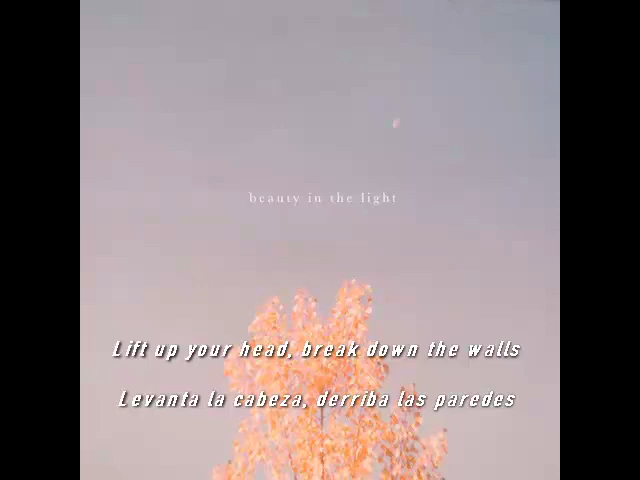 beauty in the light
Lift up your head, break down the walls
Levanta la cabeza, derriba las paredes